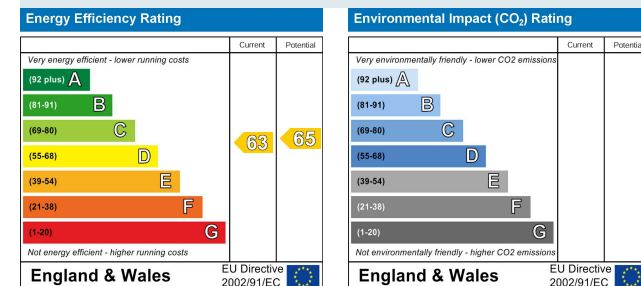 Energy Efficiency Rating
Current Potential
Very energy efficient - lower running costs
(92 plus) A
(81-91) B
(69-80) C
(55-68) D
(39-54) E
(21-38) F
(1-20) G
63 65
Not energy efficient - higher running costs
England & Wales
EU Directive
2002/91/EC
Environmental Impact (CO₂) Rating
Current Potential
Very environmentally friendly - lower CO2 emissions
(92 plus) A
(81-91) B
(69-80) C
(55-68) D
(39-54) E
(21-38) F
(1-20) G
Not environmentally friendly - higher CO2 emissions
England & Wales
EU Directive
2002/91/EC